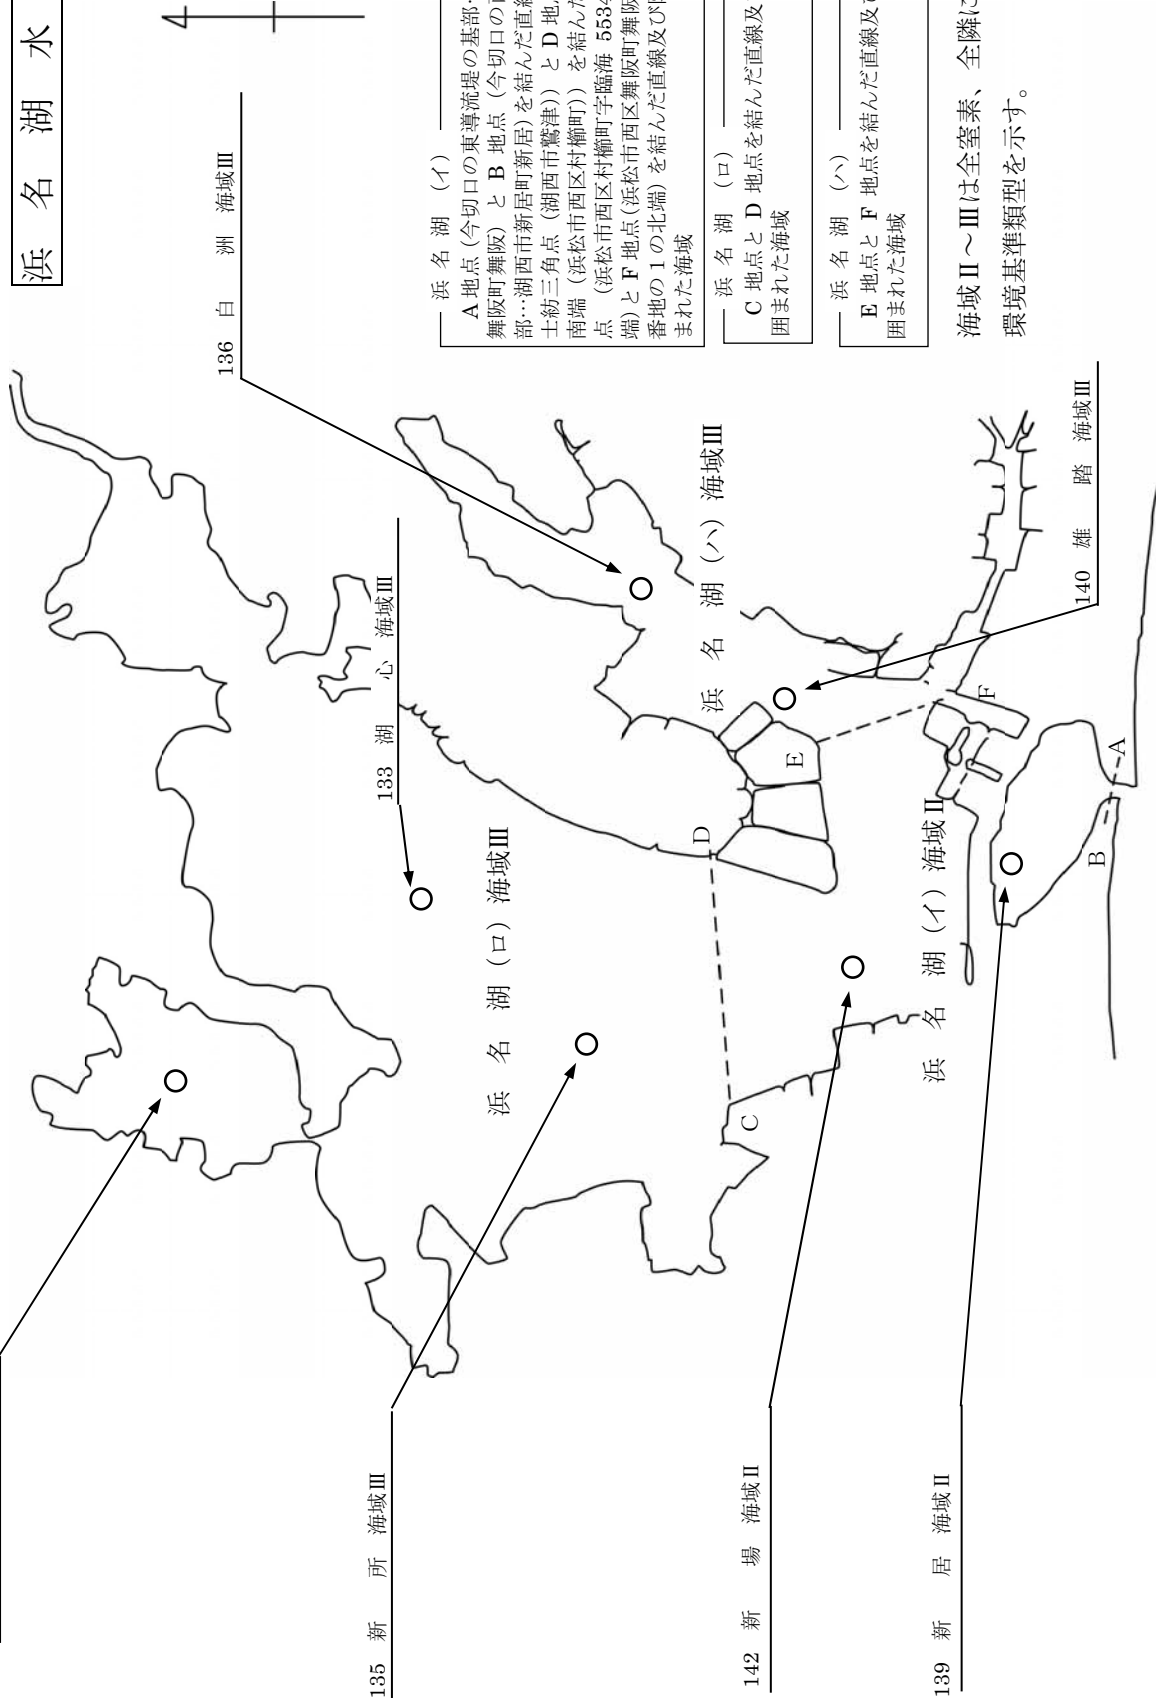 浜 名 湖 水
136 白 洲 海域Ⅲ
133 湖 心 海域Ⅲ
135 新 所 海域Ⅲ
142 新 場 海域Ⅱ
139 新 居 海域Ⅱ
140 雄 踏 海域Ⅲ
浜 名 湖 (ロ) 海域Ⅲ
浜 名 湖 (ハ) 海域Ⅲ
浜 名 湖 (イ) 海域Ⅱ
A
B
C
D
E
F
浜 名 湖 (イ)
A 地点(今切口の東導流堤の基部
舞阪町舞阪) と B 地点 (今切口の西
部…湖西市新居町新居)を結んだ直線
士紡三角点 (湖西市鷲津)) と D 地
南端 (浜松市西区村櫛町)) を結んだ
点 (浜松市西区村櫛町字臨海 5534
端) と F 地点(浜松市西区舞阪町舞阪
番地の1の北端) を結んだ直線及び
まれた海域
浜 名 湖 (ロ)
C 地点と D 地点を結んだ直線及
囲まれた海域
浜 名 湖 (ハ)
E 地点と F 地点を結んだ直線及び
囲まれた海域
海域Ⅱ~Ⅲは全窒素、全隣に
環境基準類型を示す。